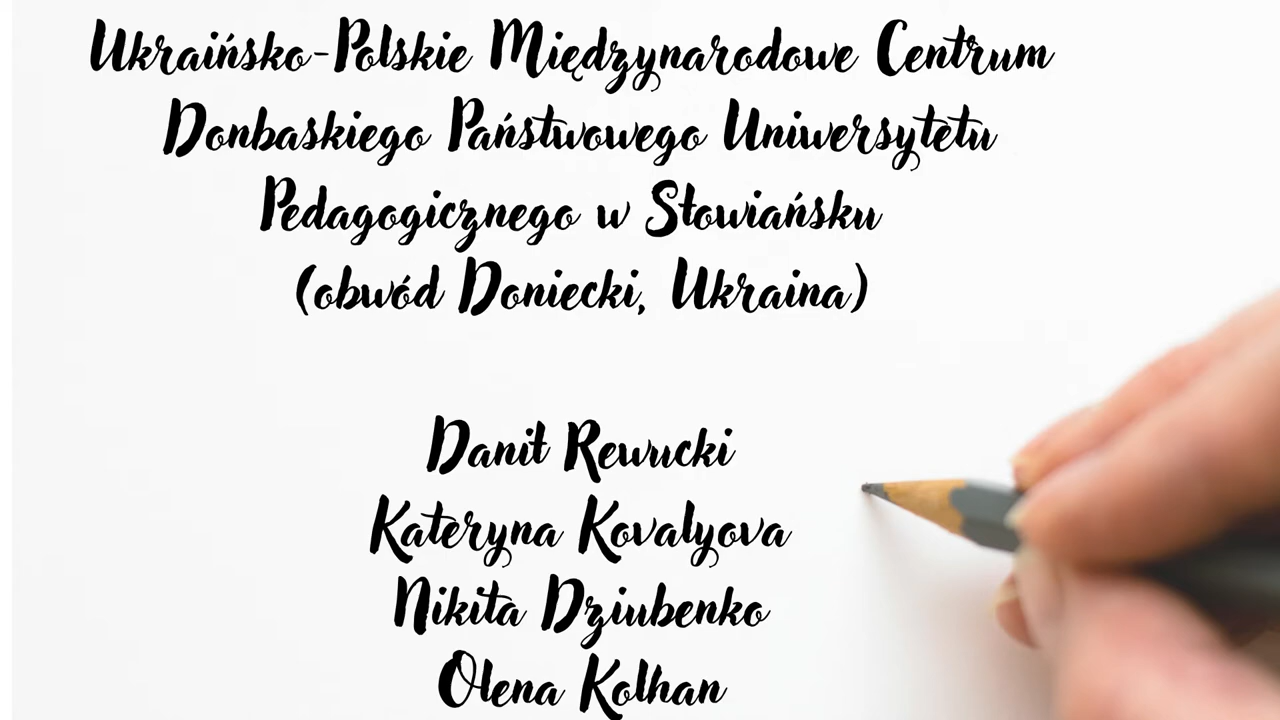 Ukraińsko-Polskie Międzynarodowe Centrum
Donbaskiego Państwowego Uniwersytetu
Pedagogicznego w Słowiańsku
(obwód Doniecki, Ukraina)
Danił Rewucki
Kateryna Kovalyova
Nikita Dziubenko
Olena Kolhan